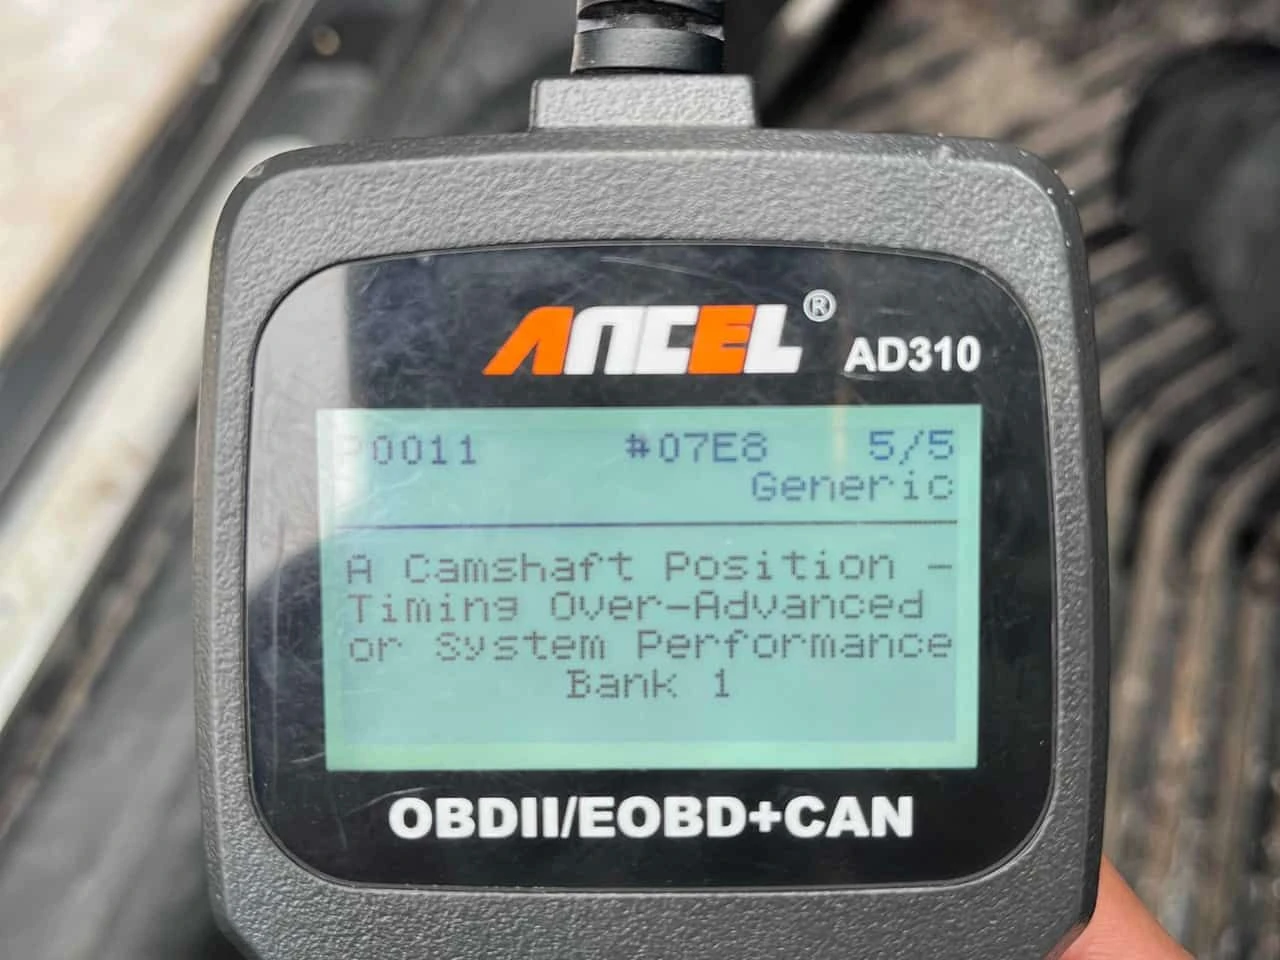 ANCEL®
AD310
P0011 #07E8 5/5
Generic
A Camshaft Position -
Timing Over-Advanced
or System Performance
Bank 1
OBDII/EOBD+CAN